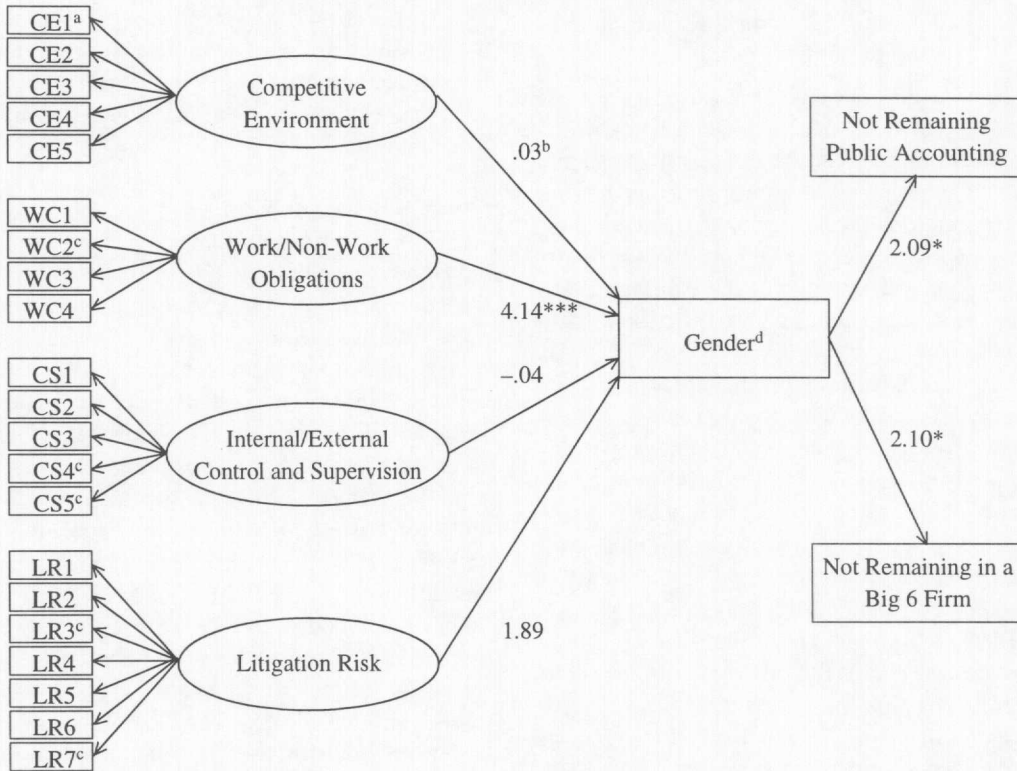 CE1ᵃ
CE2
CE3
CE4
CE5
Competitive
Environment
.03ᵇ
Not Remaining
Public Accounting
WC1
WC2ᶜ
WC3
WC4
Work/Non-Work
Obligations
4.14***
2.09*
Genderᵈ
CS1
CS2
CS3
CS4ᶜ
CS5ᶜ
Internal/External
Control and Supervision
–.04
2.10*
LR1
LR2
LR3ᶜ
LR4
LR5
LR6
LR7ᶜ
Litigation Risk
1.89
Not Remaining in a
Big 6 Firm